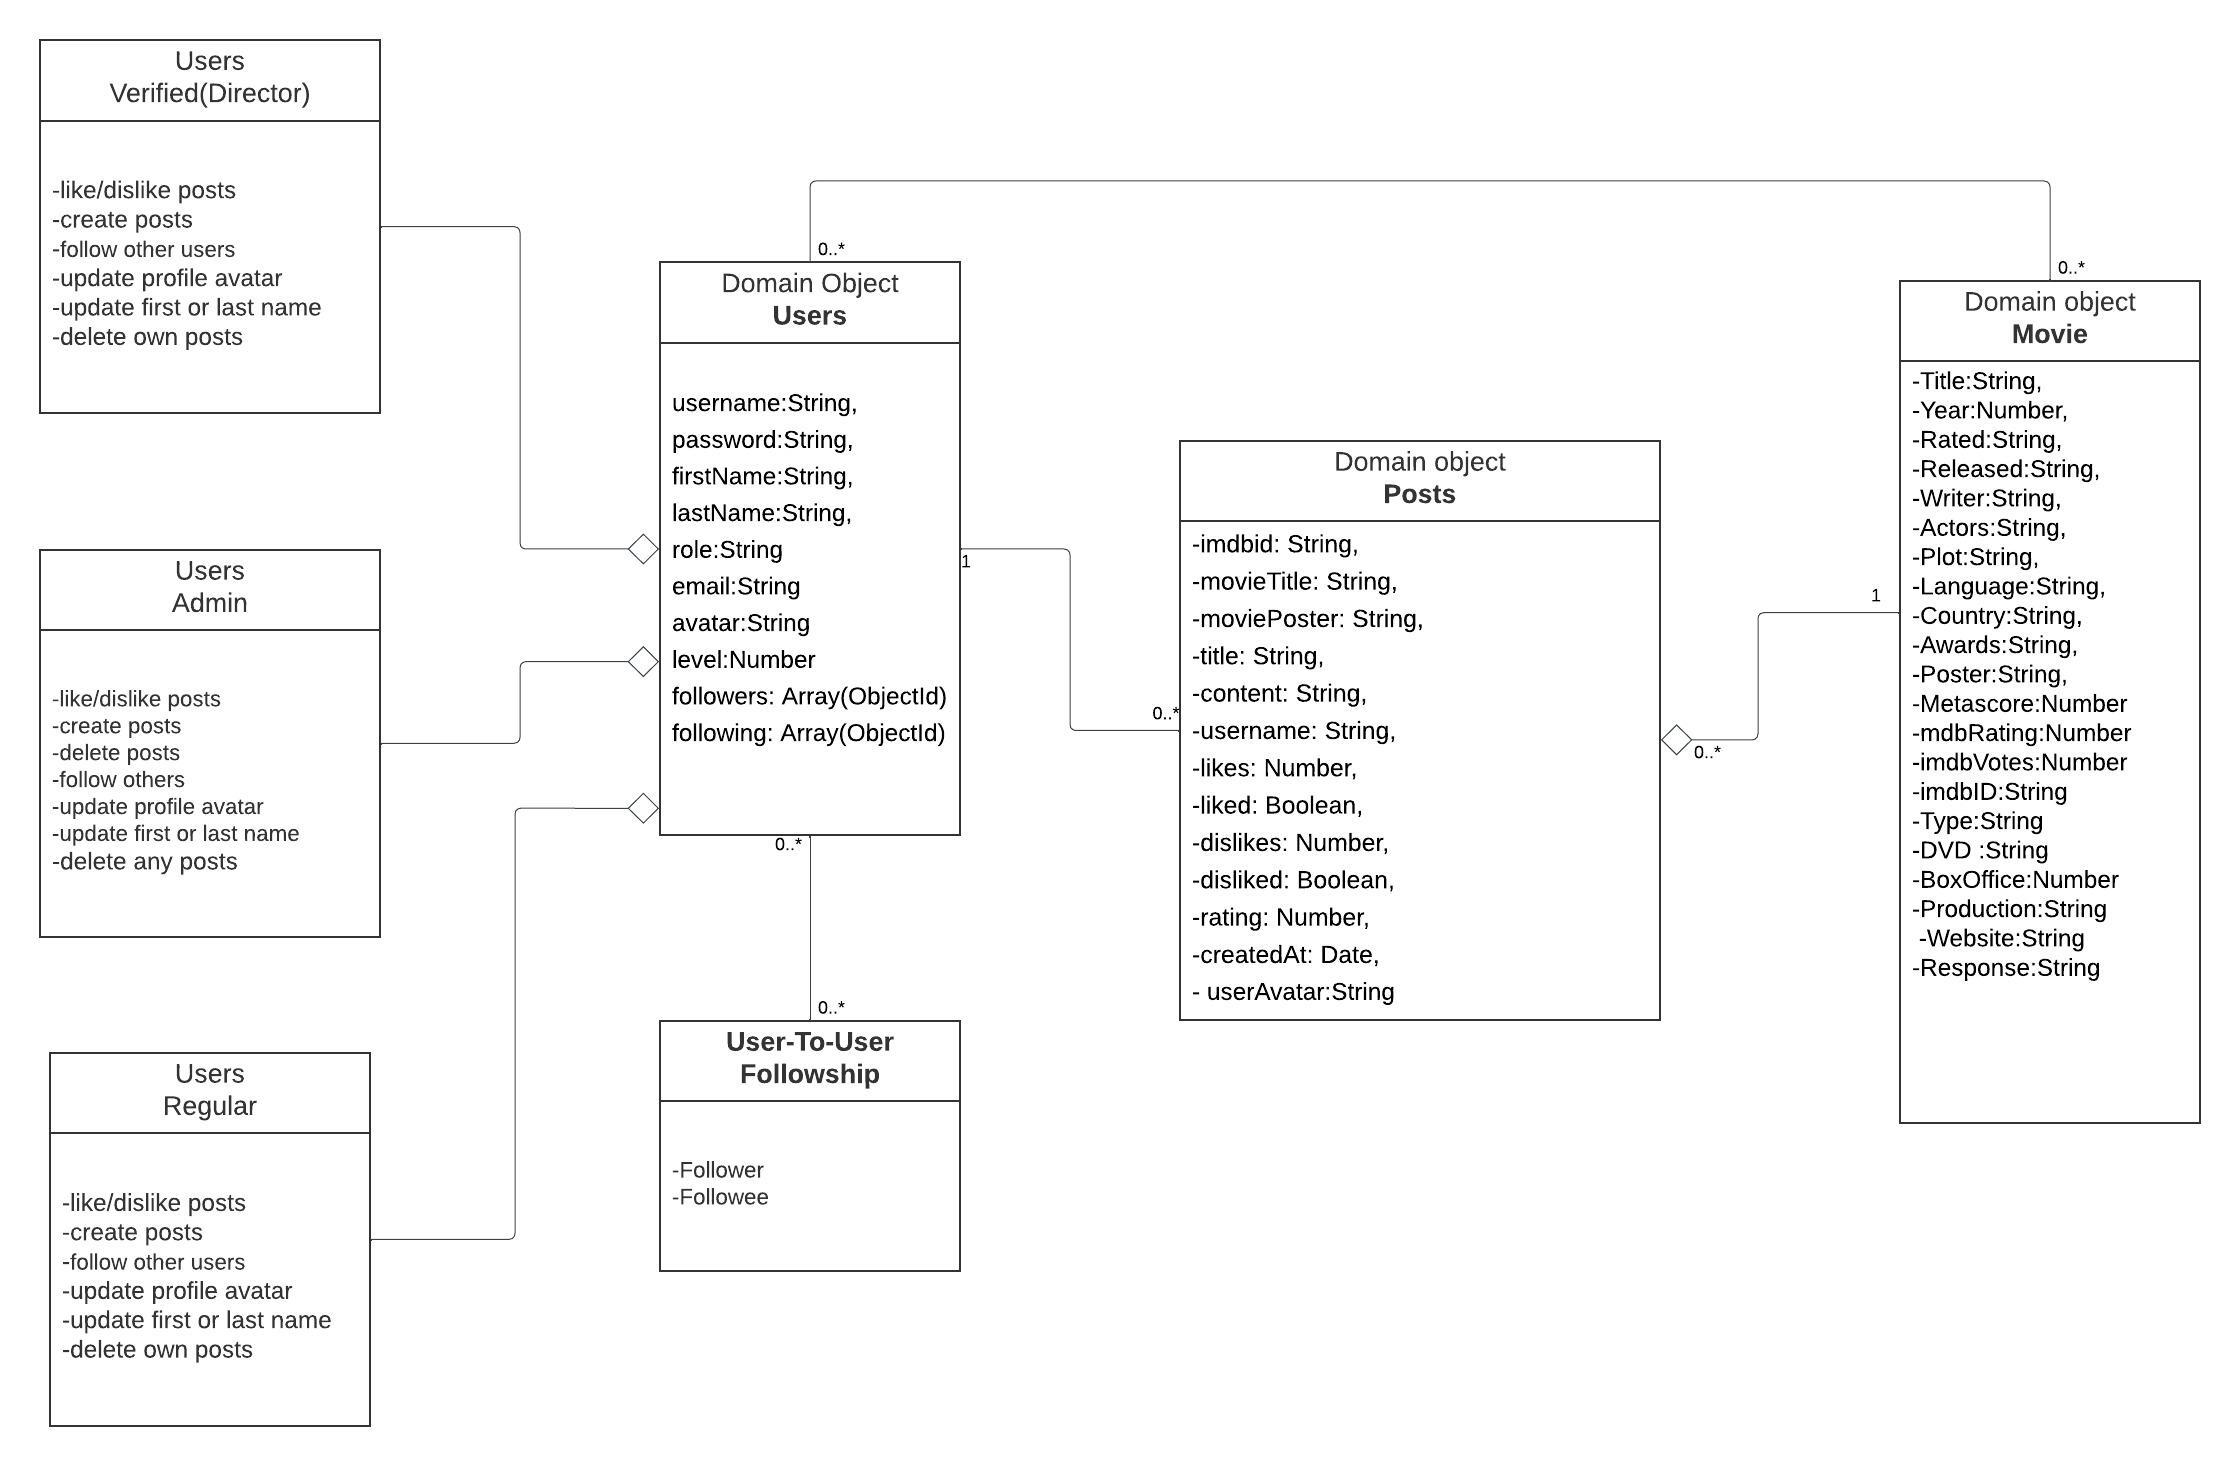 Users
Verified(Director)
-like/dislike posts
-create posts
-follow other users
-update profile avatar
-update first or last name
-delete own posts
Users
Admin
-like/dislike posts
-create posts
-delete posts
-follow others
-update profile avatar
-update first or last name
-delete any posts
Users
Regular
-like/dislike posts
-create posts
-follow other users
-update profile avatar
-update first or last name
-delete own posts
0..*
Domain Object
Users
username:String,
password:String,
firstName:String,
lastName:String,
role:String
email:String
avatar:String
level:Number
followers: Array(ObjectId)
following: Array(ObjectId)
1
0..*
0..*
User-To-User
Followship
-Follower
-Followee
0..*
Domain object
Posts
-imdbid: String,
-movieTitle: String,
-moviePoster: String,
-title: String,
-content: String,
-username: String,
-likes: Number,
-liked: Boolean,
-dislikes: Number,
-disliked: Boolean,
-rating: Number,
-createdAt: Date,
- userAvatar:String
0..*
1
0..*
Domain object
Movie
-Title:String,
-Year:Number,
-Rated:String,
-Released:String,
-Writer:String,
-Actors:String,
-Plot:String,
-Language:String,
-Country:String,
-Awards:String,
-Poster:String,
-Metascore:Number
-mdbRating:Number
-imdbVotes:Number
-imdbID:String
-Type:String
-DVD :String
-BoxOffice:Number
-Production:String
-Website:String
-Response:String